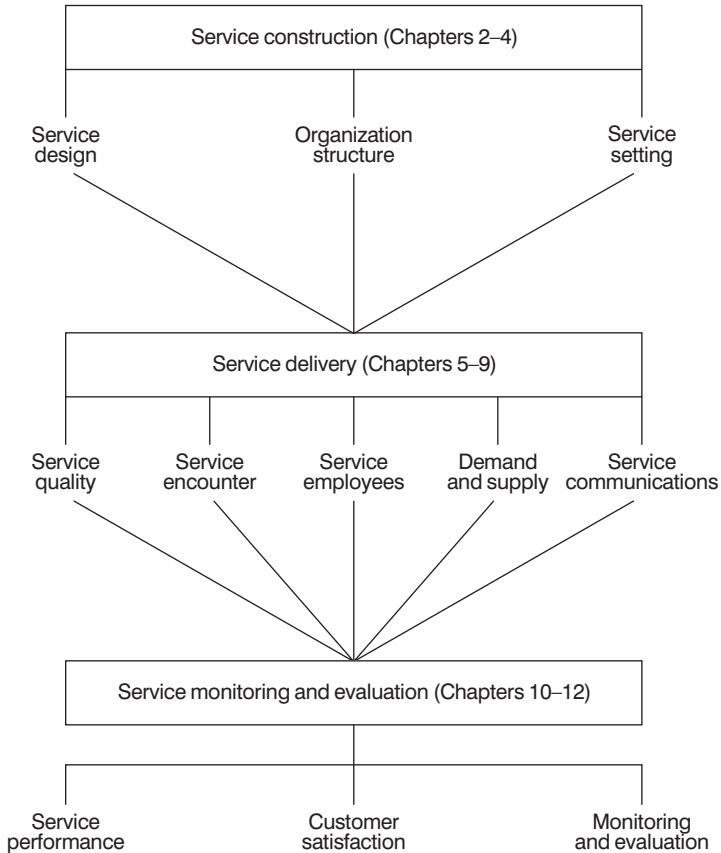 Service construction (Chapters 2–4)
Service
design
Organization
structure
Service
setting
Service delivery (Chapters 5–9)
Service
quality
Service
encounter
Service
employees
Demand
and supply
Service
communications
Service monitoring and evaluation (Chapters 10–12)
Service
performance
Customer
satisfaction
Monitoring
and evaluation